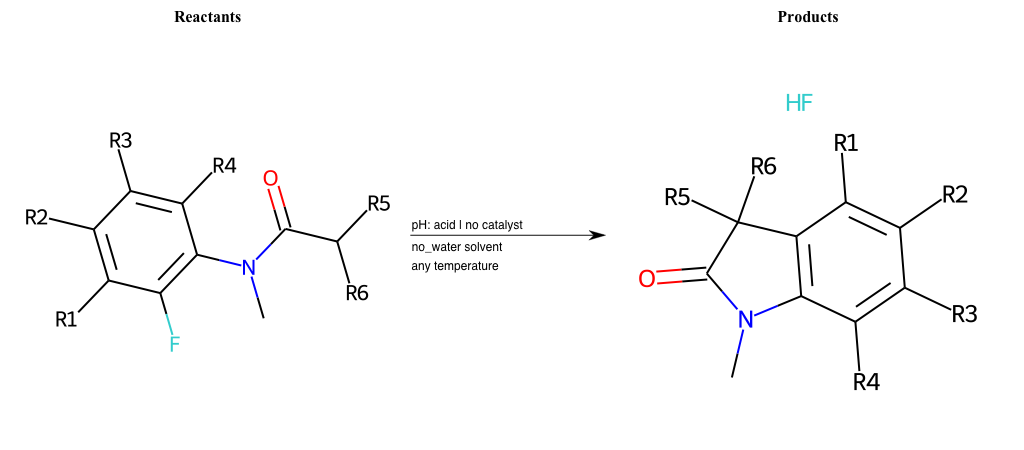 Reactants
Products
HF
R3
R4
R2
O
R5
N
R6
R1
F
pH: acid | no catalyst
no_water solvent
any temperature
R1
R6
R5
R2
O
N
R3
R4